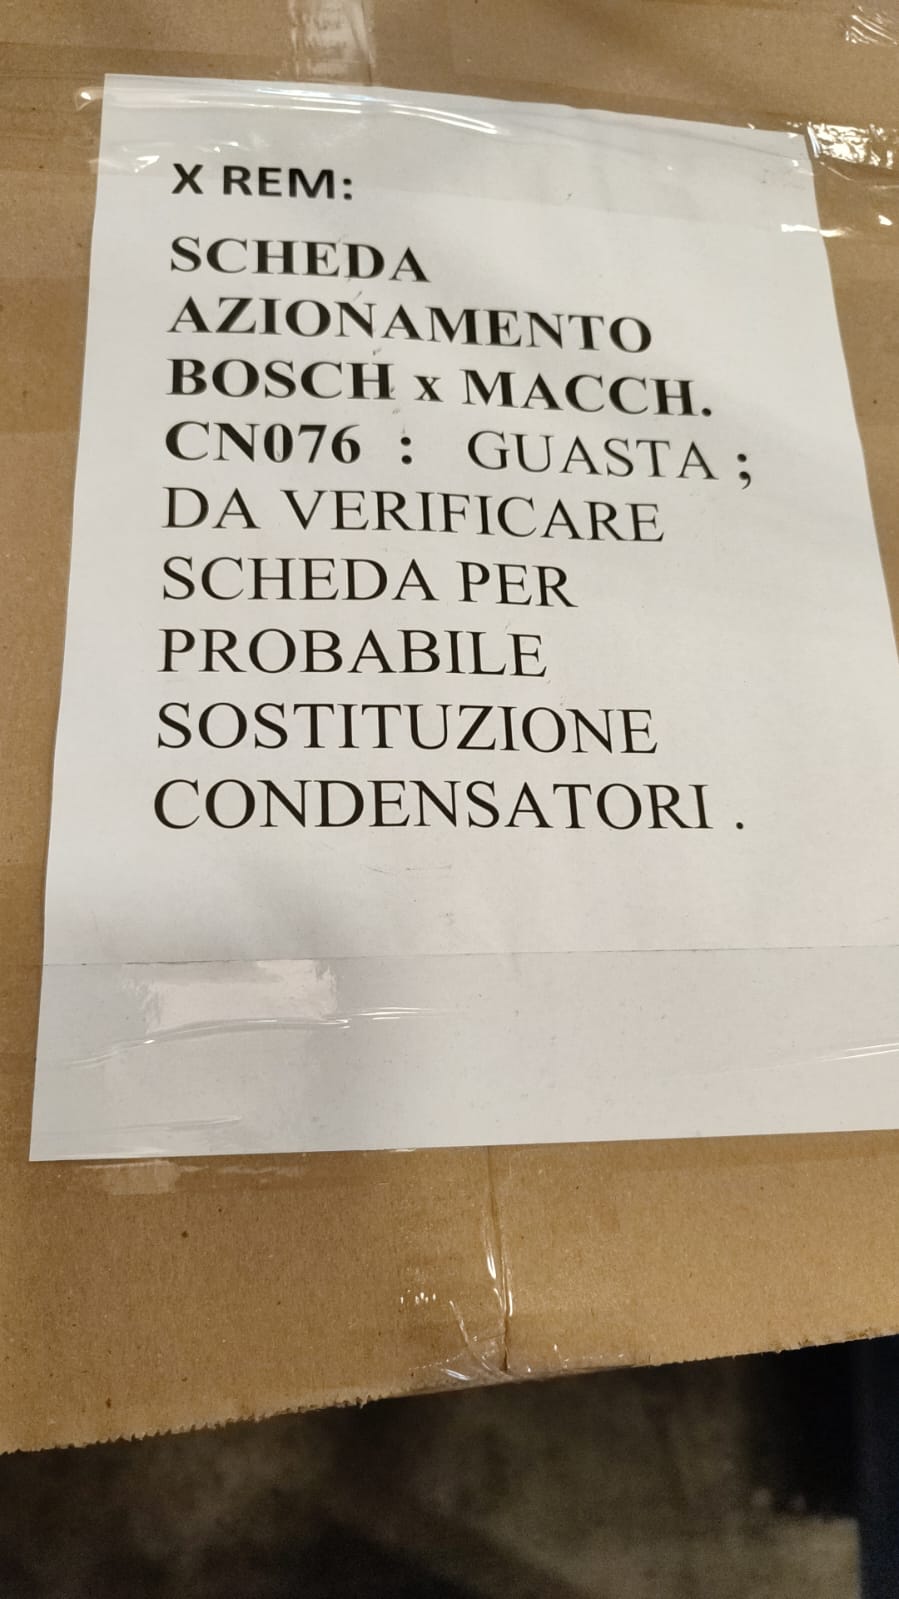 X REM:
SCHEDA
AZIONAMENTO
BOSCH x MACCH.
CN076 : GUASTA ;
DA VERIFICARE
SCHEDA PER
PROBABILE
SOSTITUZIONE
CONDENSATORI .